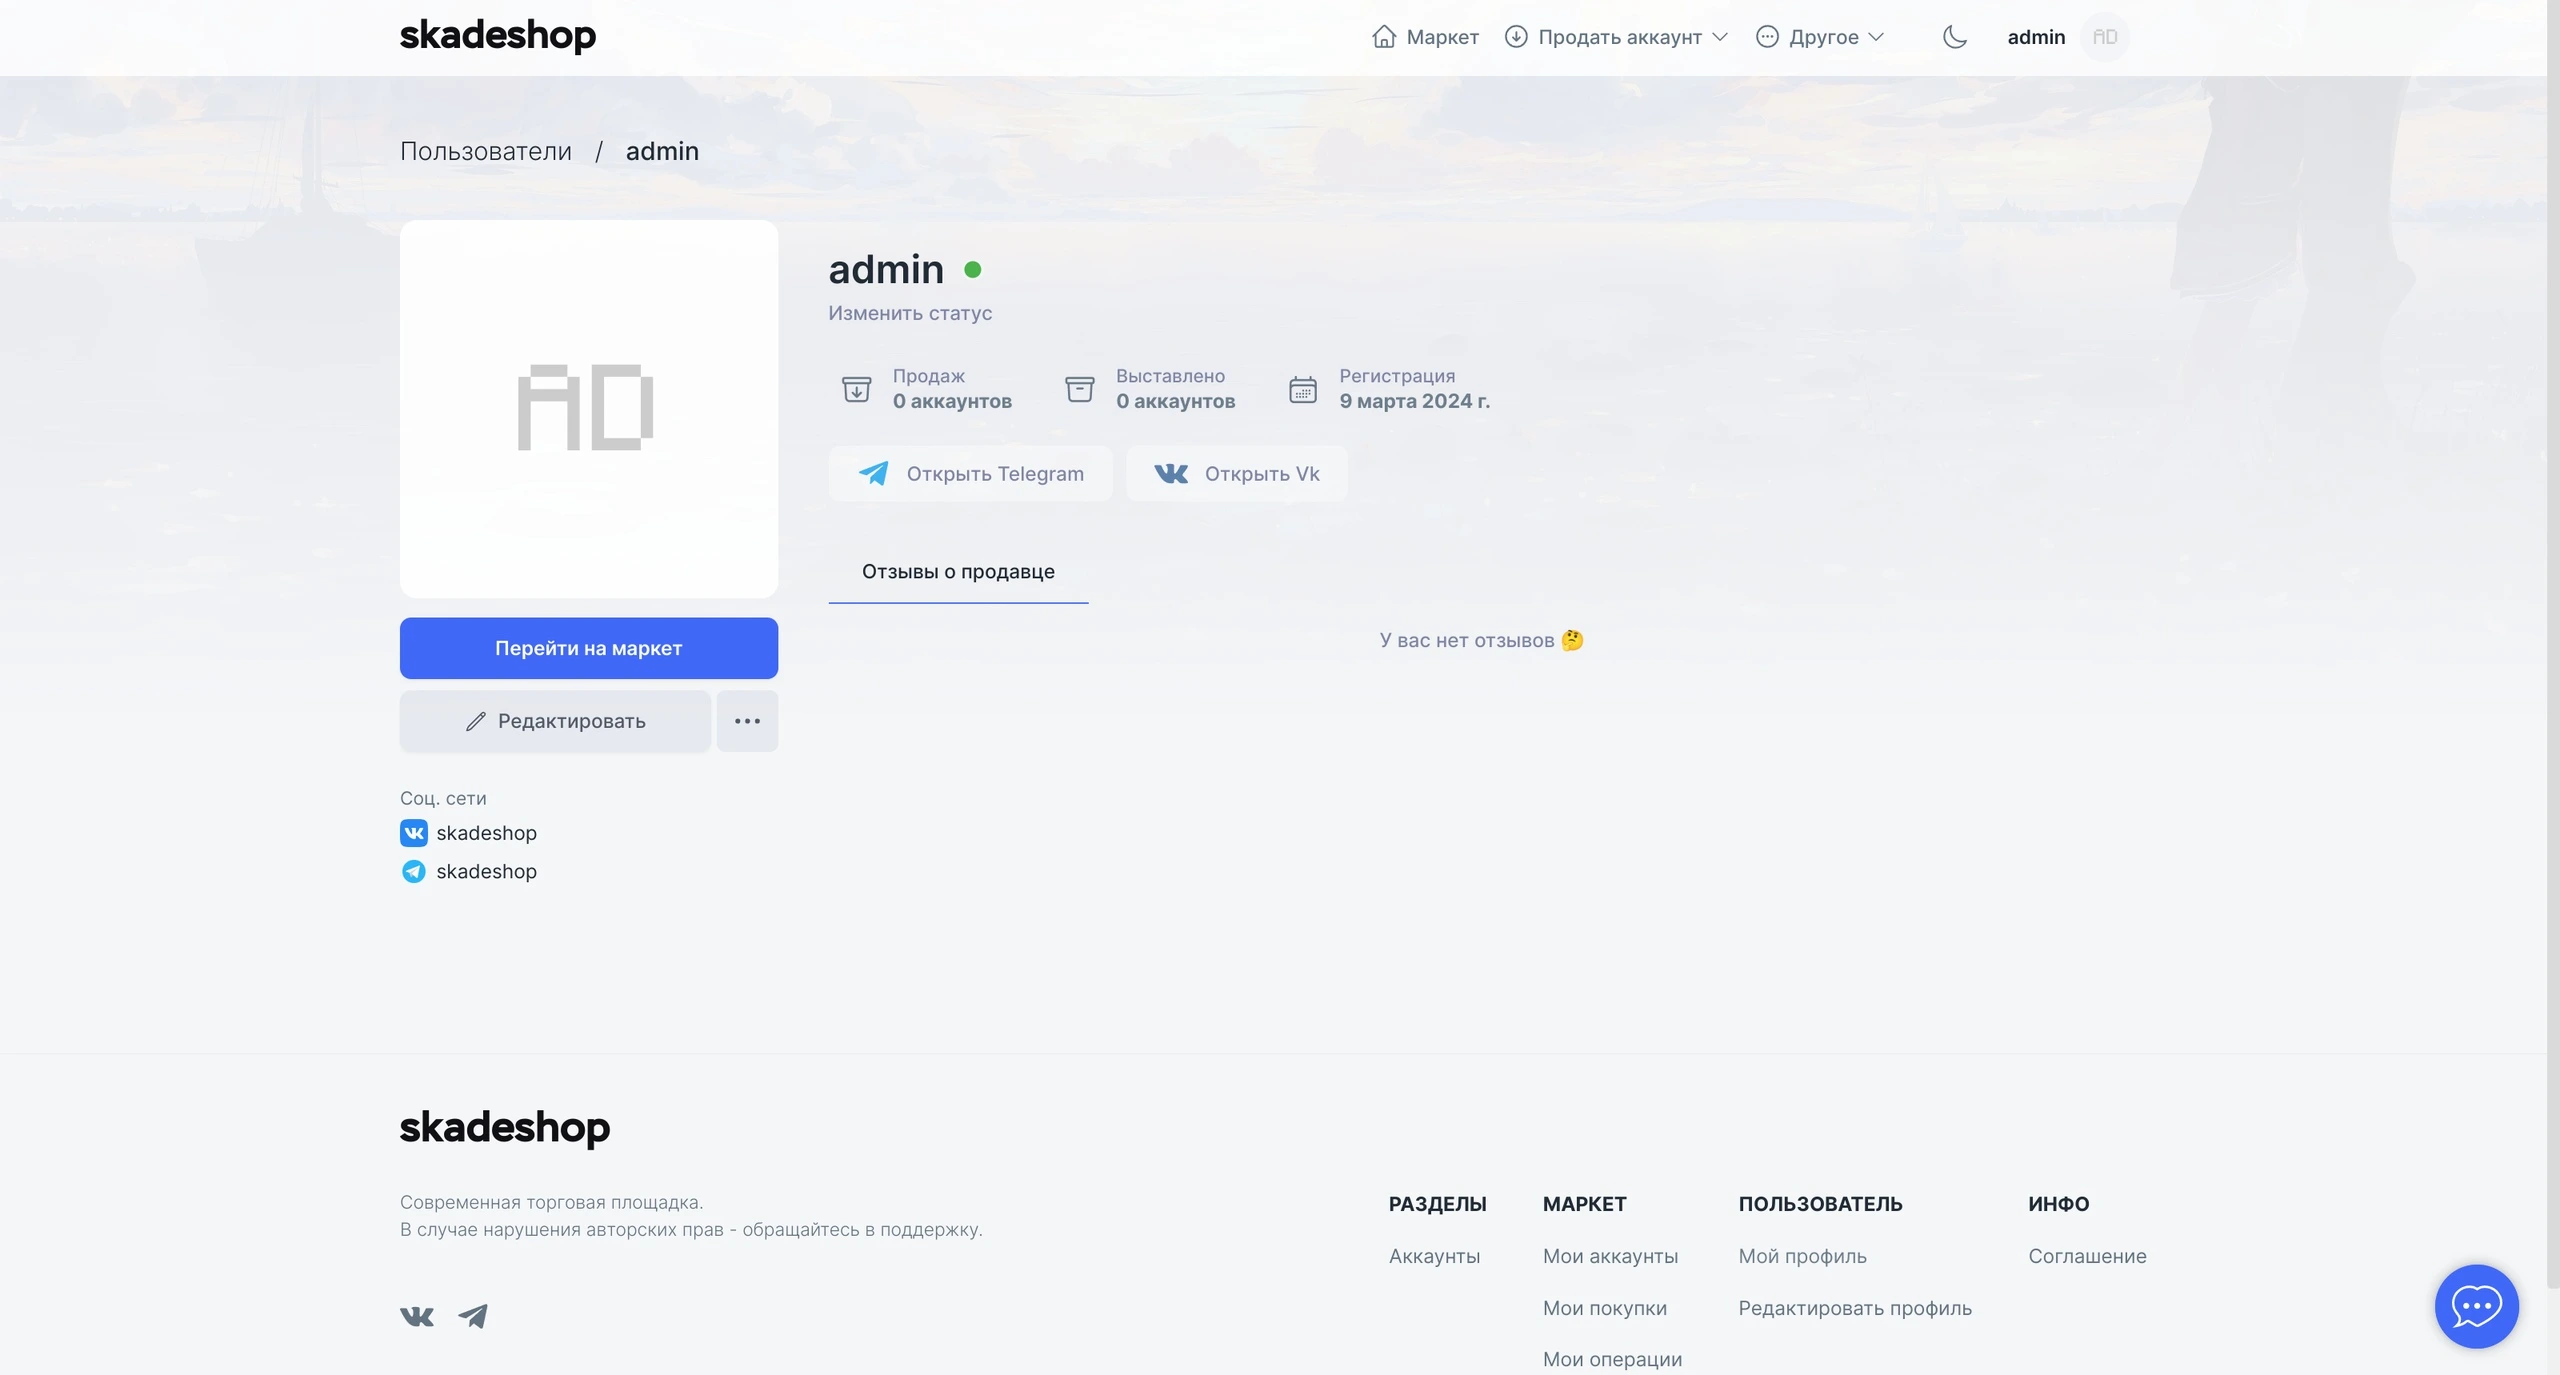 skadeshop
Маркет
Продать аккаунт
Другое
admin
AD
Пользователи / admin
AD
admin
Изменить статус
Продаж
0 аккаунтов
Выставлено
0 аккаунтов
Регистрация
9 марта 2024 г.
Открыть Telegram
Открыть Vk
Отзывы о продавце
У вас нет отзывов 🤔
Перейти на маркет
Редактировать
Соц. сети
skadeshop
skadeshop
skadeshop
Современная торговая площадка.
В случае нарушения авторских прав - обращайтесь в поддержку.
РАЗДЕЛЫ
Аккаунты
МАРКЕТ
Мои аккаунты
Мои покупки
Мои операции
ПОЛЬЗОВАТЕЛЬ
Мой профиль
Редактировать профиль
ИНФО
Соглашение